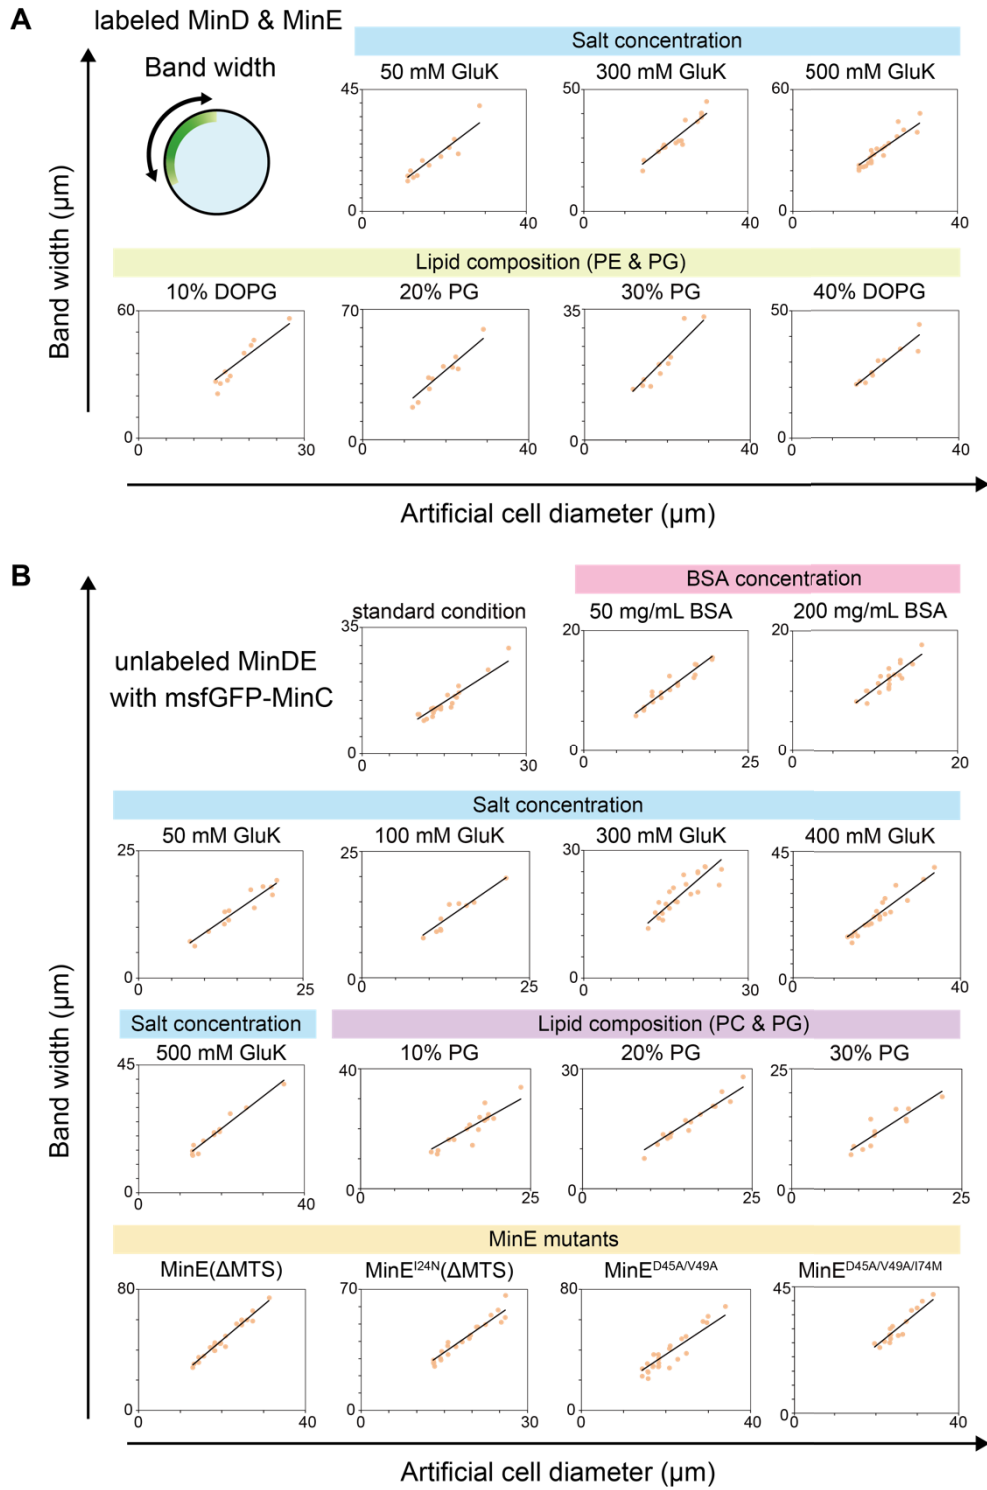 A
labeled MinD & MinE
Band width
Salt concentration
50 mM GluK
300 mM GluK
500 mM GluK
45
0
0
40
50
0
0
40
60
0
0
40
Lipid composition (PE & PG)
10% DOPG
20% PG
30% PG
40% DOPG
60
0
0
30
70
0
0
40
35
0
0
40
50
0
0
40
Band width (μm)
Artificial cell diameter (μm)
B
unlabeled MinDE
with msfGFP-MinC
BSA concentration
standard condition
50 mg/mL BSA
200 mg/mL BSA
35
0
0
30
20
0
0
25
20
0
0
20
Salt concentration
50 mM GluK
100 mM GluK
300 mM GluK
400 mM GluK
25
0
0
25
25
0
0
25
30
0
0
30
45
0
0
40
Salt concentration
Lipid composition (PC & PG)
500 mM GluK
10% PG
20% PG
30% PG
45
0
0
40
40
0
0
25
30
0
0
25
25
0
0
25
MinE mutants
MinE(ΔMTS)
MinE^I24N(ΔMTS)
MinE^D45A/V49A
MinE^D45A/V49A/I74M
80
0
0
40
70
0
0
30
80
0
0
40
45
0
0
40
Band width (μm)
Artificial cell diameter (μm)